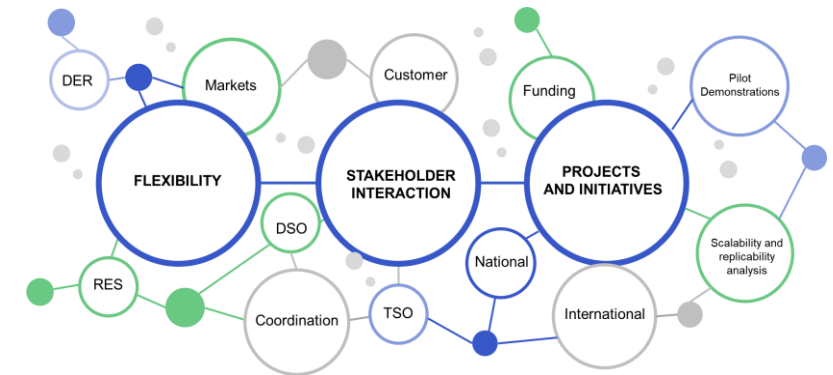 DER
Markets
Customer
Funding
Pilot
Demonstrations
FLEXIBILITY
STAKEHOLDER
INTERACTION
PROJECTS
AND INITIATIVES
DSO
National
Scalability and
replicability
analysis
RES
Coordination
TSO
International